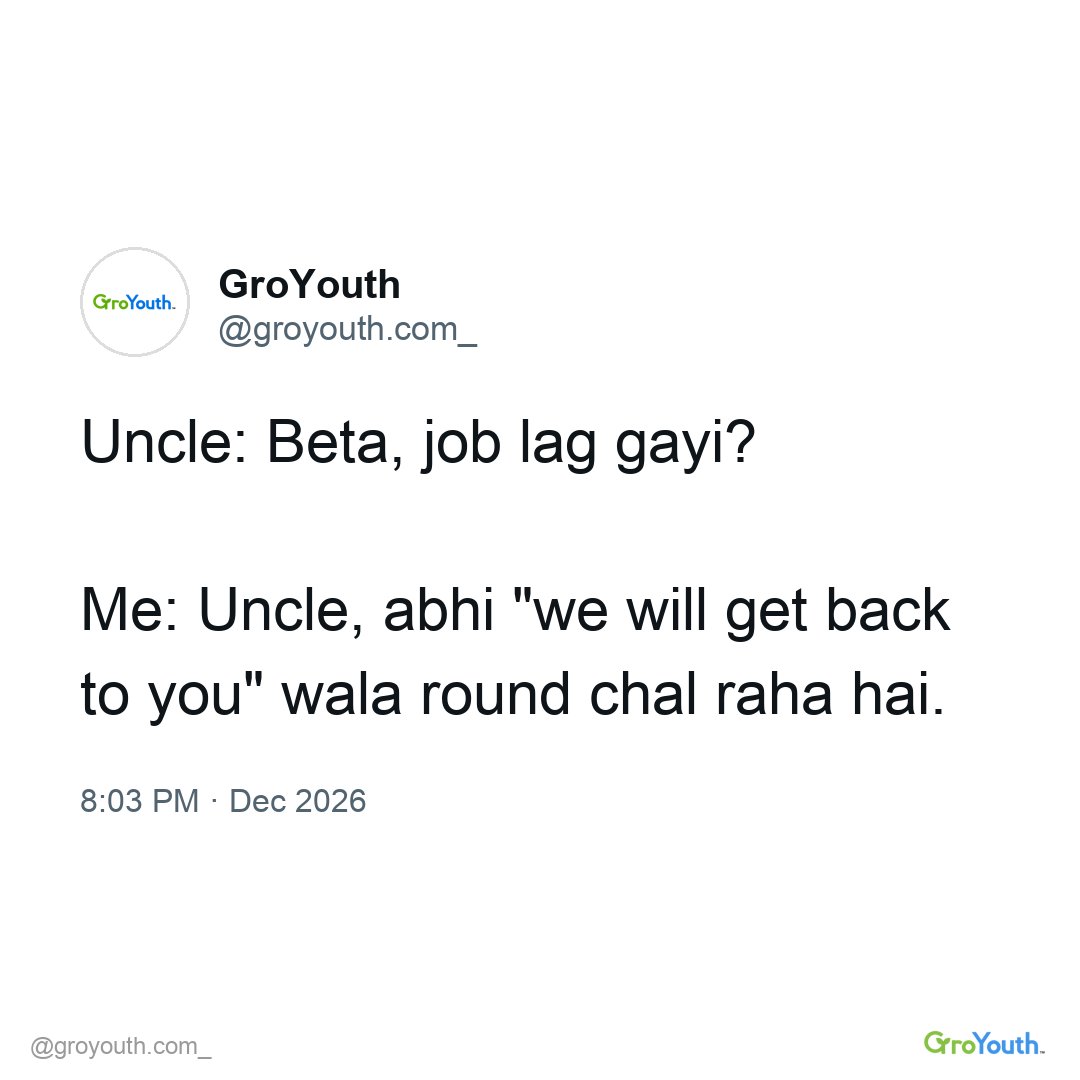 GroYouth.
GroYouth
@groyouth.com_
Uncle: Beta, job lag gayi?
Me: Uncle, abhi "we will get back
to you" wala round chal raha hai.
8:03 PM · Dec 2026
@groyouth.com_
GroYouth.